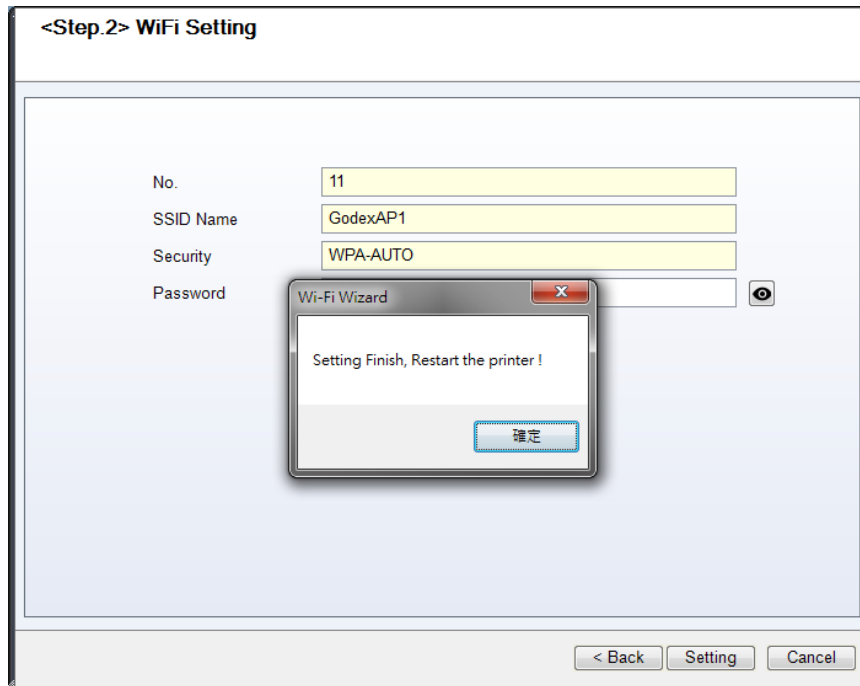 <Step.2> WiFi Setting
No. 11
SSID Name GodexAP1
Security WPA-AUTO
Password
Wi-Fi Wizard
Setting Finish, Restart the printer !
確定
< Back Setting Cancel